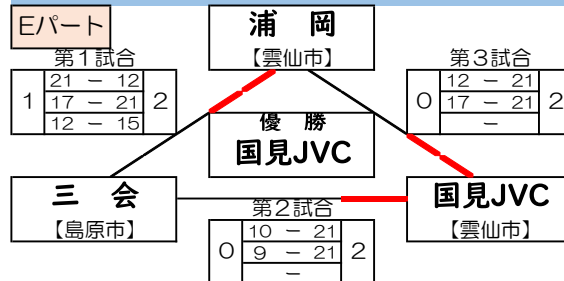 Eパート
浦 岡
【雲仙市】
第1試合
1 21 － 12 2
17 － 21
12 － 15
第3試合
0 12 － 21 2
17 － 21
－
優 勝
国見JVC
三 会
【島原市】
国見JVC
【雲仙市】
第2試合
0 10 － 21 2
9 － 21
－